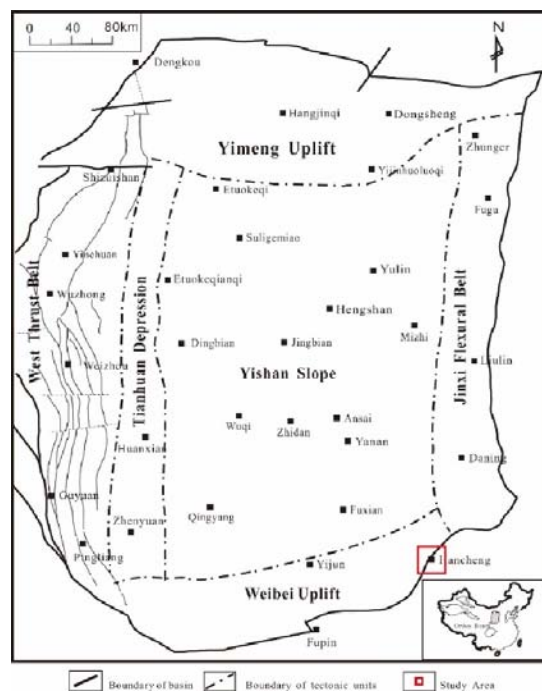 0 40 80km
N
Dengkou
Hangjinqi
Dongsheng
Zhunger
Yimeng Uplift
Shizuishan
Yijinhuoluoqi
Etuokeqi
Fugu
Suligemiao
Yinchuan
Yulin
Etuokeqianqi
Wuzhong
Hengshan
Mizhi
West Thrust-Belt
Tianhuan Depression
Jinxi Flexural Belt
Dingbian
Jingbian
Liulin
Weizhou
Yishan Slope
Wuqi
Zhidan
Ansai
Huanxian
Yanan
Daning
Guyuan
Qingyang
Fuxian
Zhenyuan
Pingliang
Yijun
Hancheng
Weibei Uplift
Fupin
Boundary of basin
Boundary of tectonic units
Study Area